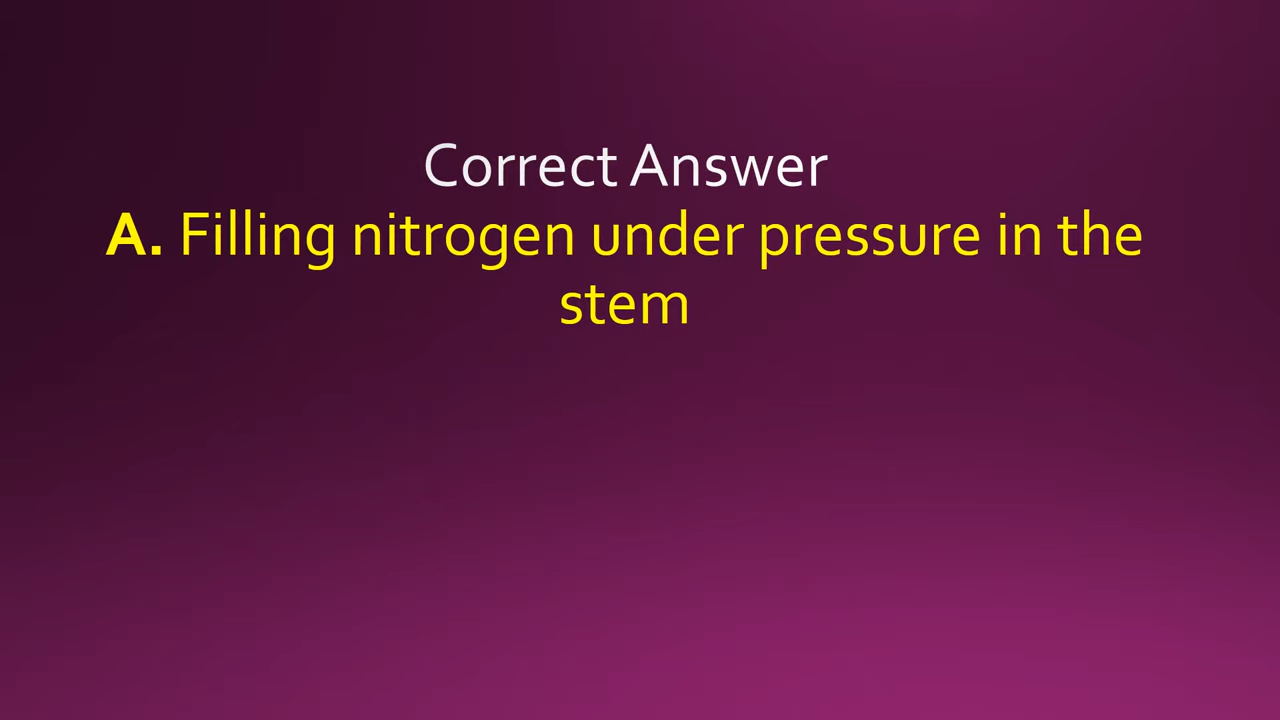 Correct Answer
A. Filling nitrogen under pressure in the
stem